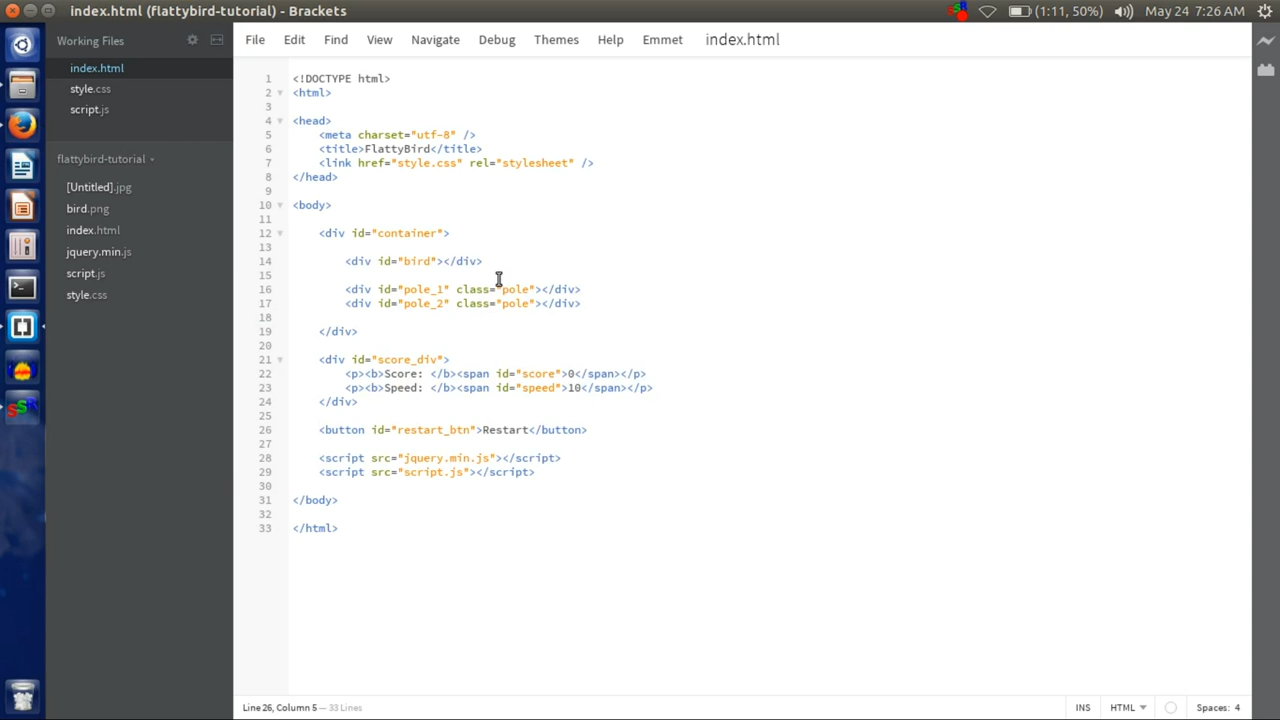 index.html (flattybird-tutorial) - Brackets
(1:11, 50%)
May 24 7:26 AM
Working Files
index.html
style.css
script.js
flattybird-tutorial
[Untitled].jpg
bird.png
index.html
jquery.min.js
script.js
style.css
File Edit Find View Navigate Debug Themes Help Emmet index.html
1 <!DOCTYPE html>
2 <html>
3
4 <head>
5 <meta charset="utf-8" />
6 <title>FlattyBird</title>
7 <link href="style.css" rel="stylesheet" />
8 </head>
9
10 <body>
11
12 <div id="container">
13
14 <div id="bird"></div>
15
16 <div id="pole_1" class="pole"></div>
17 <div id="pole_2" class="pole"></div>
18
19 </div>
20
21 <div id="score_div">
22 <p><b>Score: </b><span id="score">0</span></p>
23 <p><b>Speed: </b><span id="speed">10</span></p>
24 </div>
25
26 <button id="restart_btn">Restart</button>
27
28 <script src="jquery.min.js"></script>
29 <script src="script.js"></script>
30
31 </body>
32
33 </html>
Line 26, Column 5 — 33 Lines
INS HTML Spaces: 4
SSR
SSR